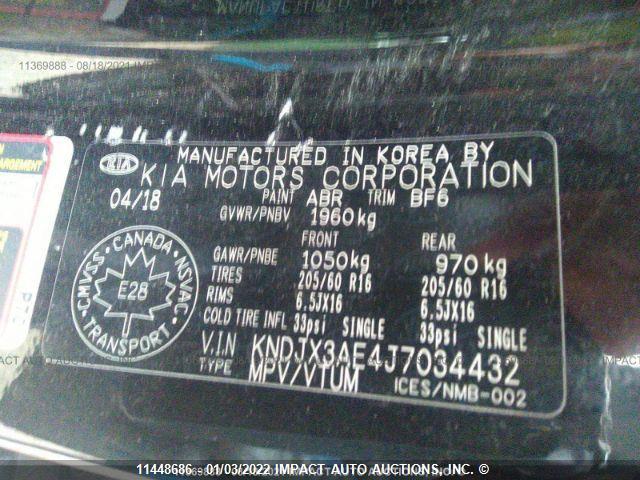 11369888 - 08/18/2021 IMP
MANUFACTURED IN KOREA BY
KIA KIA MOTORS CORPORATION
04/18 PAINT ABR TRIM BF6
GVWR/PNBV 1960kg
FRONT REAR
GAWR/PNBE 1050kg 970kg
TIRES 205/60 R16 205/60 R16
RIMS 6.5JX16 6.5JX16
COLD TIRE INFL 33psi SINGLE 33psi SINGLE
V.I.N KNDJX3AE4J7034432
TYPE MPV/VTUM ICES/NMB-002
CANADA
CMVSS NSVAC
E28
TRANSPORT
ARGEMENT
11448686 - 01/03/2022 IMPACT AUTO AUCTIONS, INC.